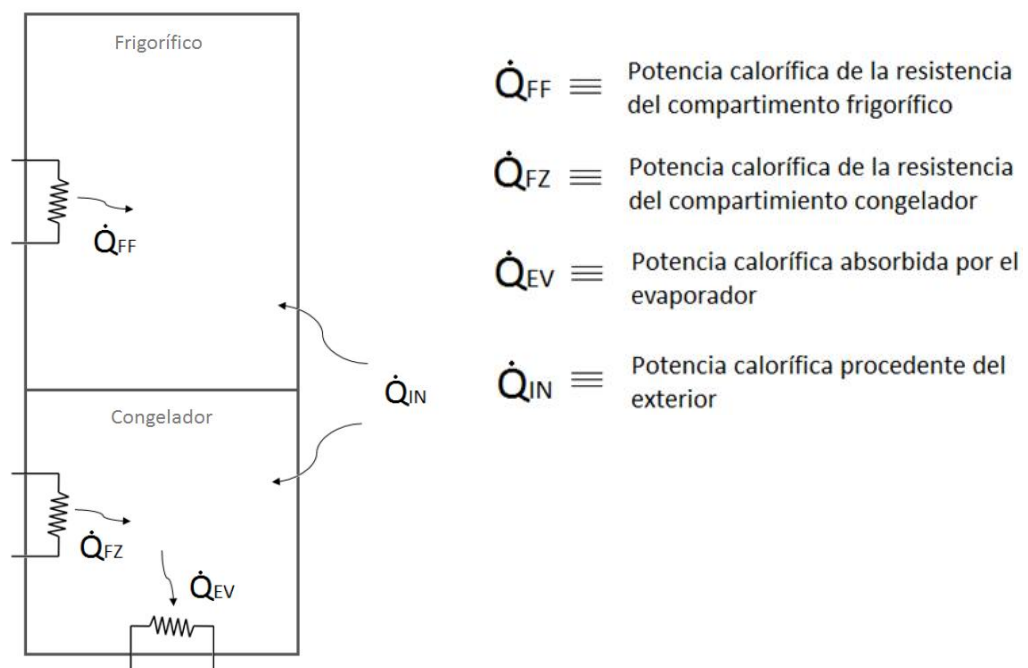 Frigorífico
Q̇FF
Q̇IN
Congelador
Q̇FZ
Q̇EV
Q̇FF ≡ Potencia calorífica de la resistencia
del compartimento frigorífico
Q̇FZ ≡ Potencia calorífica de la resistencia
del compartimiento congelador
Q̇EV ≡ Potencia calorífica absorbida por el
evaporador
Q̇IN ≡ Potencia calorífica procedente del
exterior